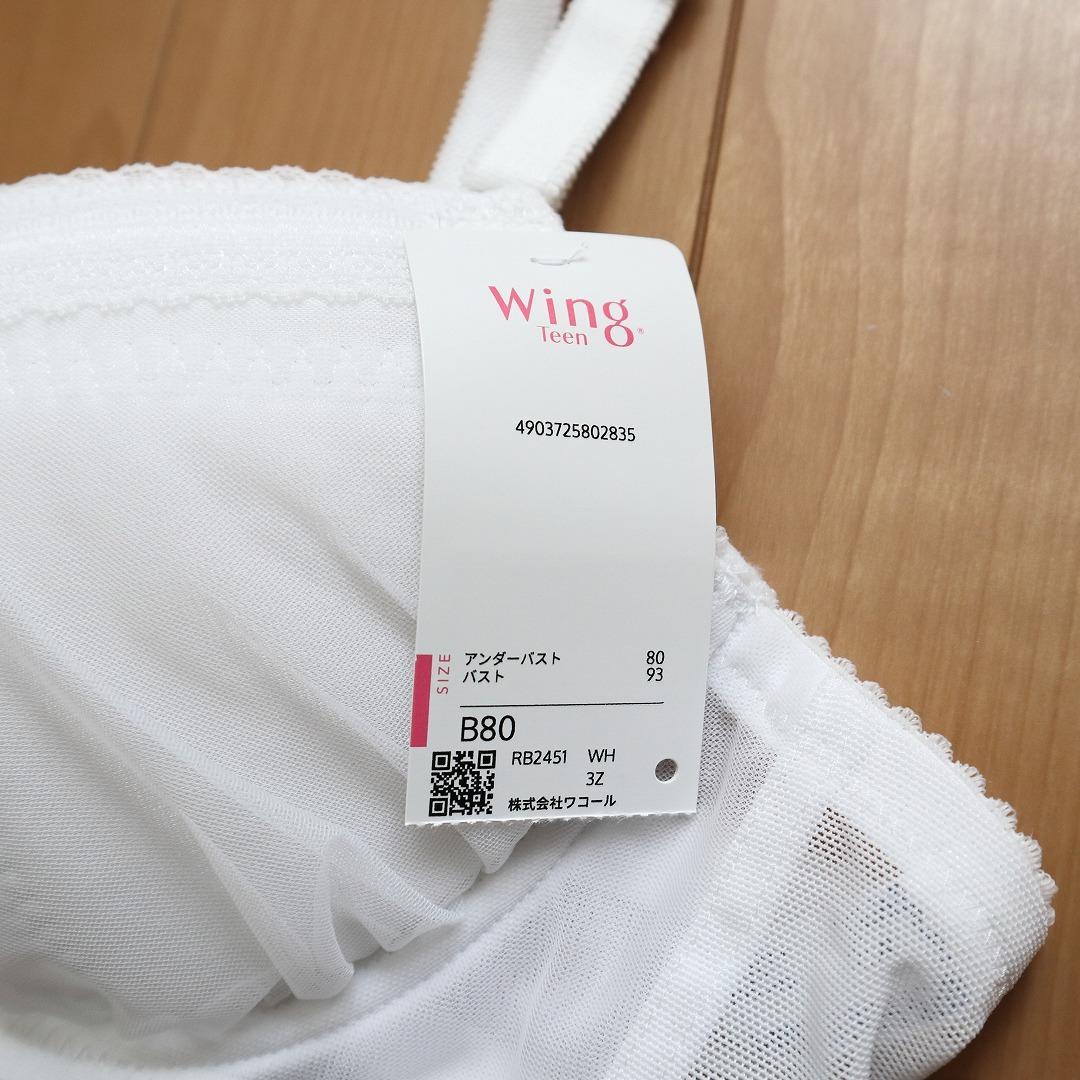 Wing®
Teen
4903725802835
SIZE
アンダーバスト 80
バスト 93
B80
RB2451 WH
3Z
株式会社ワコール